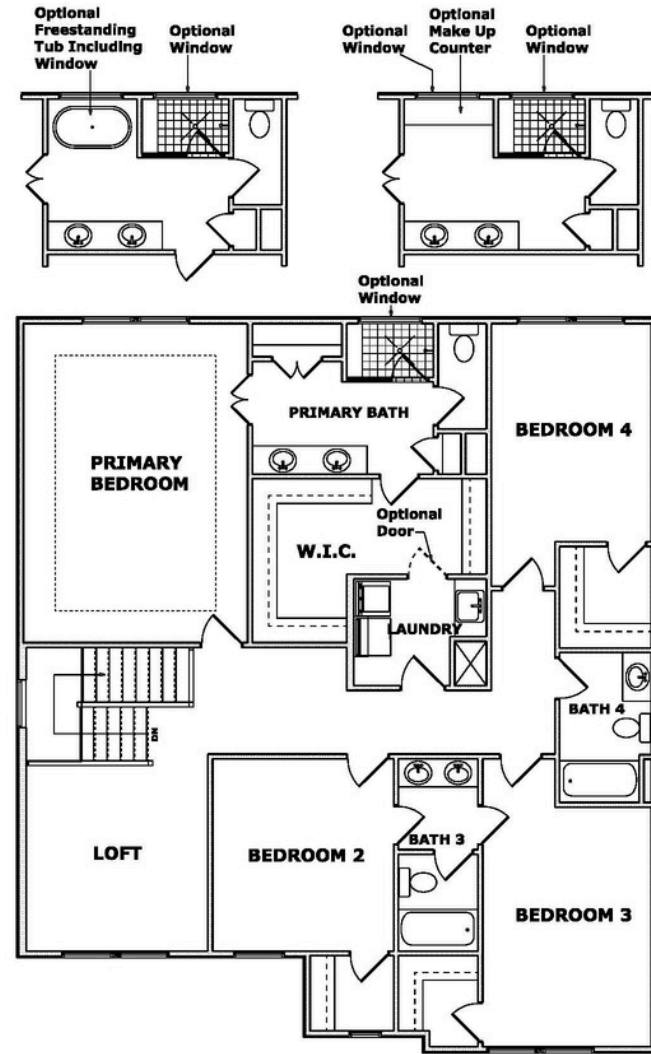 Optional
Freestanding
Tub Including
Window
Optional
Window
Optional
Window
Optional
Make Up
Counter
Optional
Window
Optional
Window
PRIMARY BATH
BEDROOM 4
PRIMARY
BEDROOM
Optional
Door
W.I.C.
LAUNDRY
BATH 4
DN
LOFT
BEDROOM 2
BATH 3
BEDROOM 3